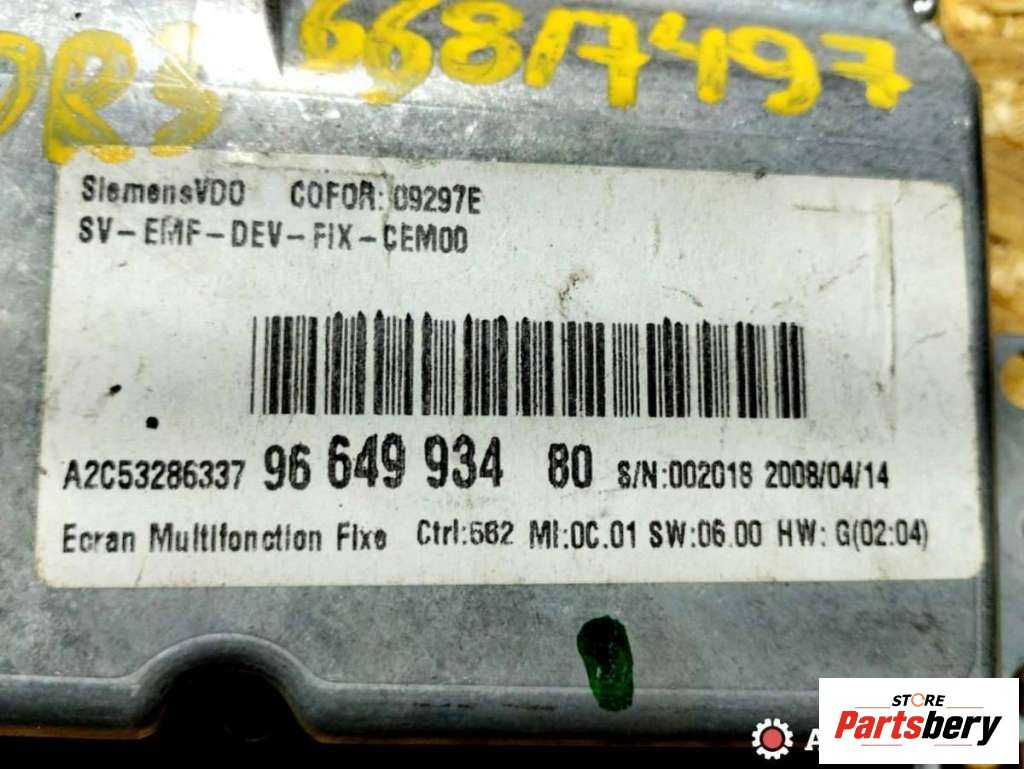 66817497
DR3
SiemensVDO COFOR: 09297E
SV-EMF-DEV-FIX-CEM00
A2C53286337 96 649 934 80 S/N:002018 2008/04/14
Ecran Multifonction Fixe Ctrl:562 MI:0C.01 SW:06.00 HW: G(02:04)
STORE
Partsbery
A